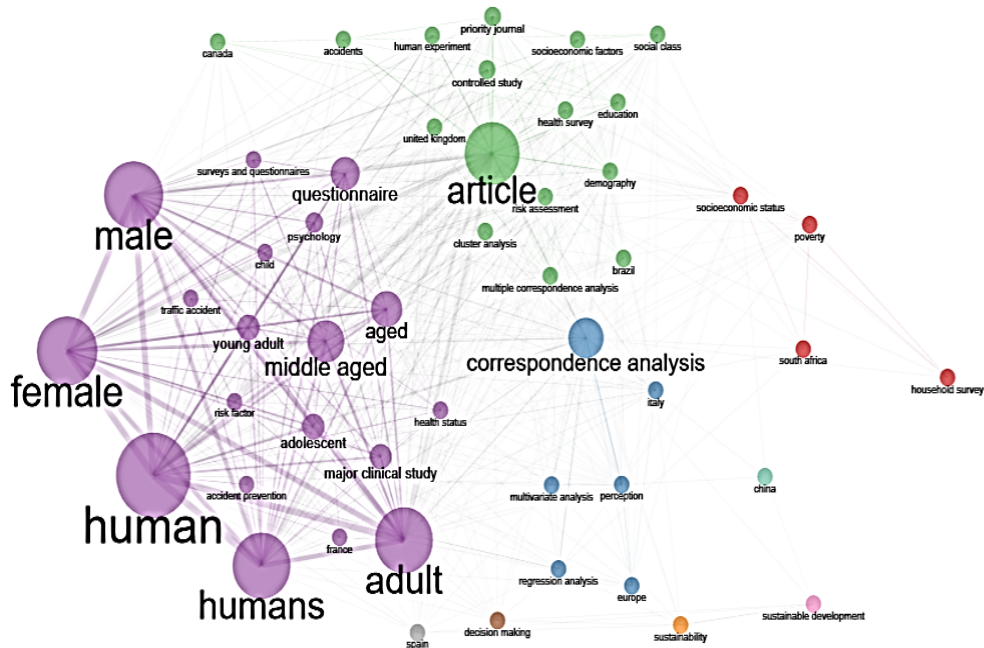 priority journal
canada
accidents
human experiment
socioeconomic factors
social class
controlled study
health survey
education
united kingdom
surveys and questionnaires
questionnaire
article
demography
risk assessment
socioeconomic status
male
psychology
poverty
cluster analysis
child
brazil
multiple correspondence analysis
traffic accident
aged
young adult
middle aged
correspondence analysis
south africa
female
household survey
italy
risk factor
health status
adolescent
major clinical study
china
accident prevention
multivariate analysis
perception
human
france
adult
regression analysis
europe
humans
sustainable development
spain
decision making
sustainability